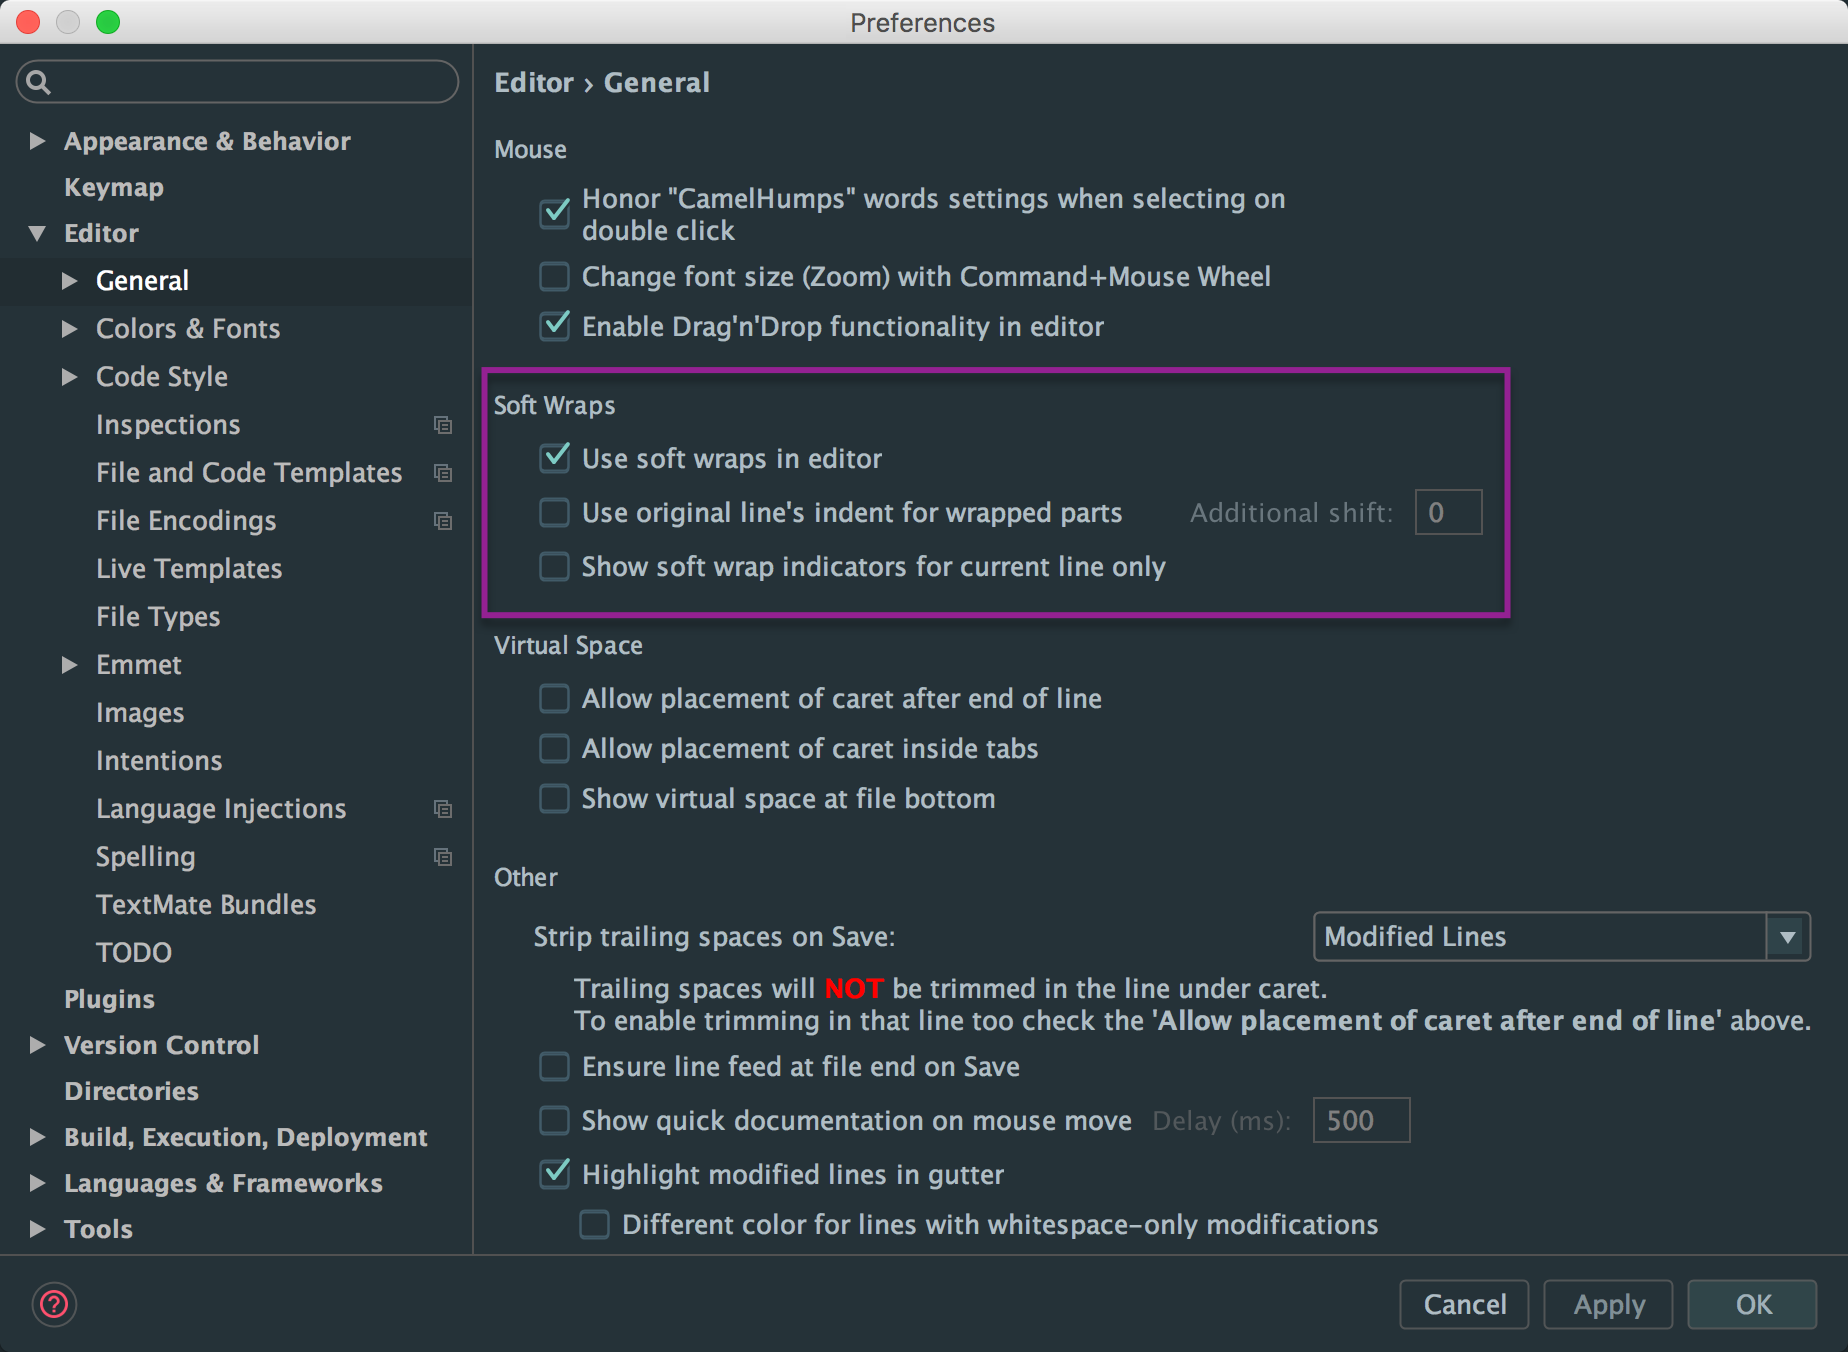 Preferences
Appearance & Behavior
Keymap
Editor
General
Colors & Fonts
Code Style
Inspections
File and Code Templates
File Encodings
Live Templates
File Types
Emmet
Images
Intentions
Language Injections
Spelling
TextMate Bundles
TODO
Plugins
Version Control
Directories
Build, Execution, Deployment
Languages & Frameworks
Tools
Editor › General
Mouse
Honor "CamelHumps" words settings when selecting on
double click
Change font size (Zoom) with Command+Mouse Wheel
Enable Drag'n'Drop functionality in editor
Soft Wraps
Use soft wraps in editor
Use original line's indent for wrapped parts Additional shift: 0
Show soft wrap indicators for current line only
Virtual Space
Allow placement of caret after end of line
Allow placement of caret inside tabs
Show virtual space at file bottom
Other
Strip trailing spaces on Save: Modified Lines
Trailing spaces will NOT be trimmed in the line under caret.
To enable trimming in that line too check the 'Allow placement of caret after end of line' above.
Ensure line feed at file end on Save
Show quick documentation on mouse move Delay (ms): 500
Highlight modified lines in gutter
Different color for lines with whitespace-only modifications
? Cancel Apply OK